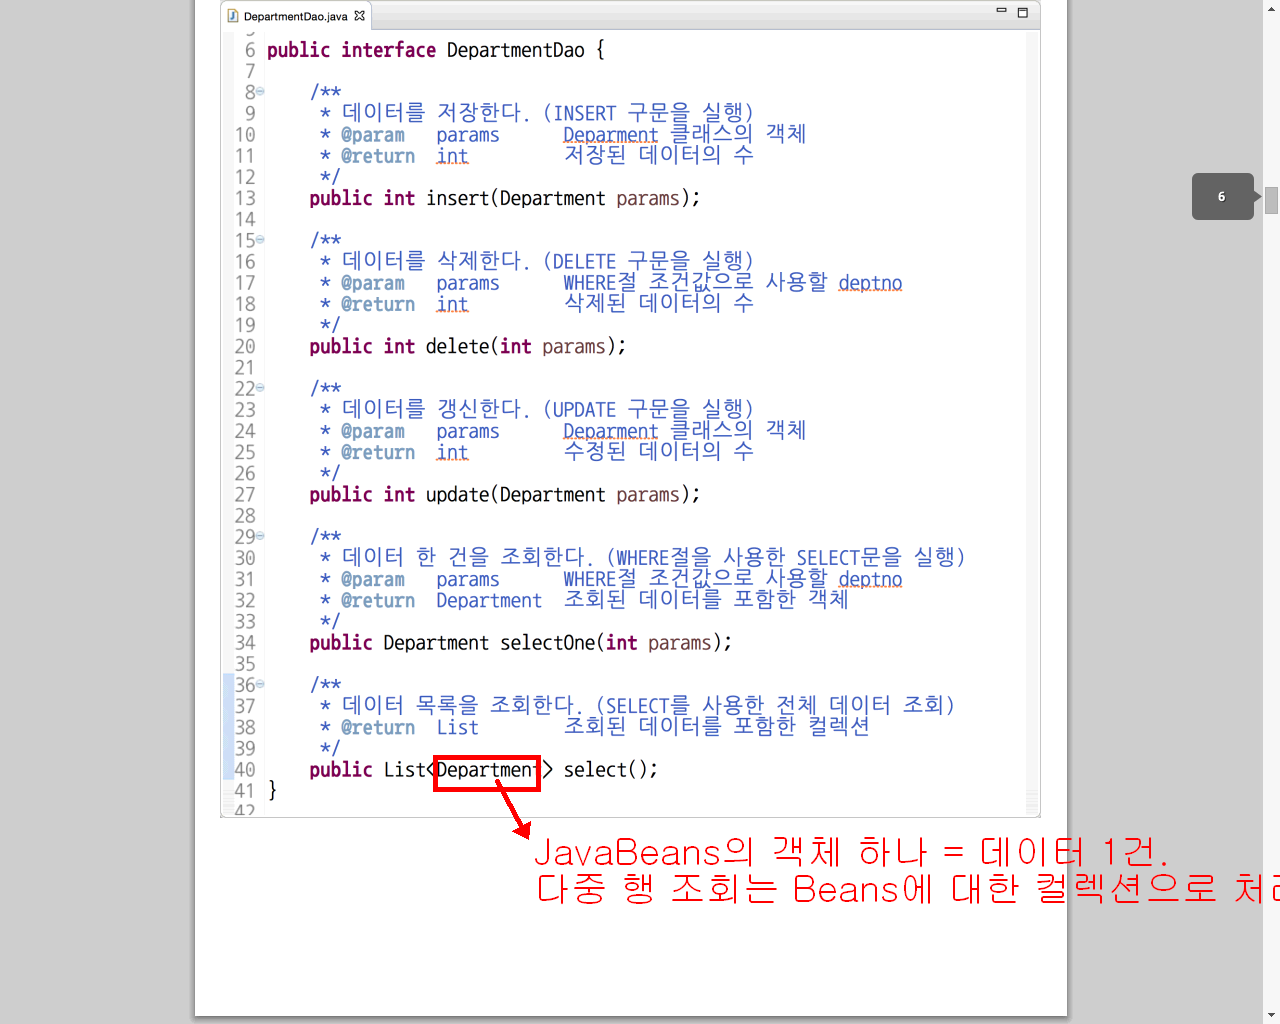 DepartmentDao.java
6 public interface DepartmentDao {
7
8 /**
9 * 데이터를 저장한다. (INSERT 구문을 실행)
10 * @param params Deparment 클래스의 객체
11 * @return int 저장된 데이터의 수
12 */
13 public int insert(Department params);
14
15 /**
16 * 데이터를 삭제한다. (DELETE 구문을 실행)
17 * @param params WHERE절 조건값으로 사용할 deptno
18 * @return int 삭제된 데이터의 수
19 */
20 public int delete(int params);
21
22 /**
23 * 데이터를 갱신한다. (UPDATE 구문을 실행)
24 * @param params Deparment 클래스의 객체
25 * @return int 수정된 데이터의 수
26 */
27 public int update(Department params);
28
29 /**
30 * 데이터 한 건을 조회한다. (WHERE절을 사용한 SELECT문을 실행)
31 * @param params WHERE절 조건값으로 사용할 deptno
32 * @return Department 조회된 데이터를 포함한 객체
33 */
34 public Department selectOne(int params);
35
36 /**
37 * 데이터 목록을 조회한다. (SELECT를 사용한 전체 데이터 조회)
38 * @return List 조회된 데이터를 포함한 컬렉션
39 */
40 public List<Department> select();
41 }
42
JavaBeans의 객체 하나 = 데이터 1건.
다중 행 조회는 Beans에 대한 컬렉션으로
6